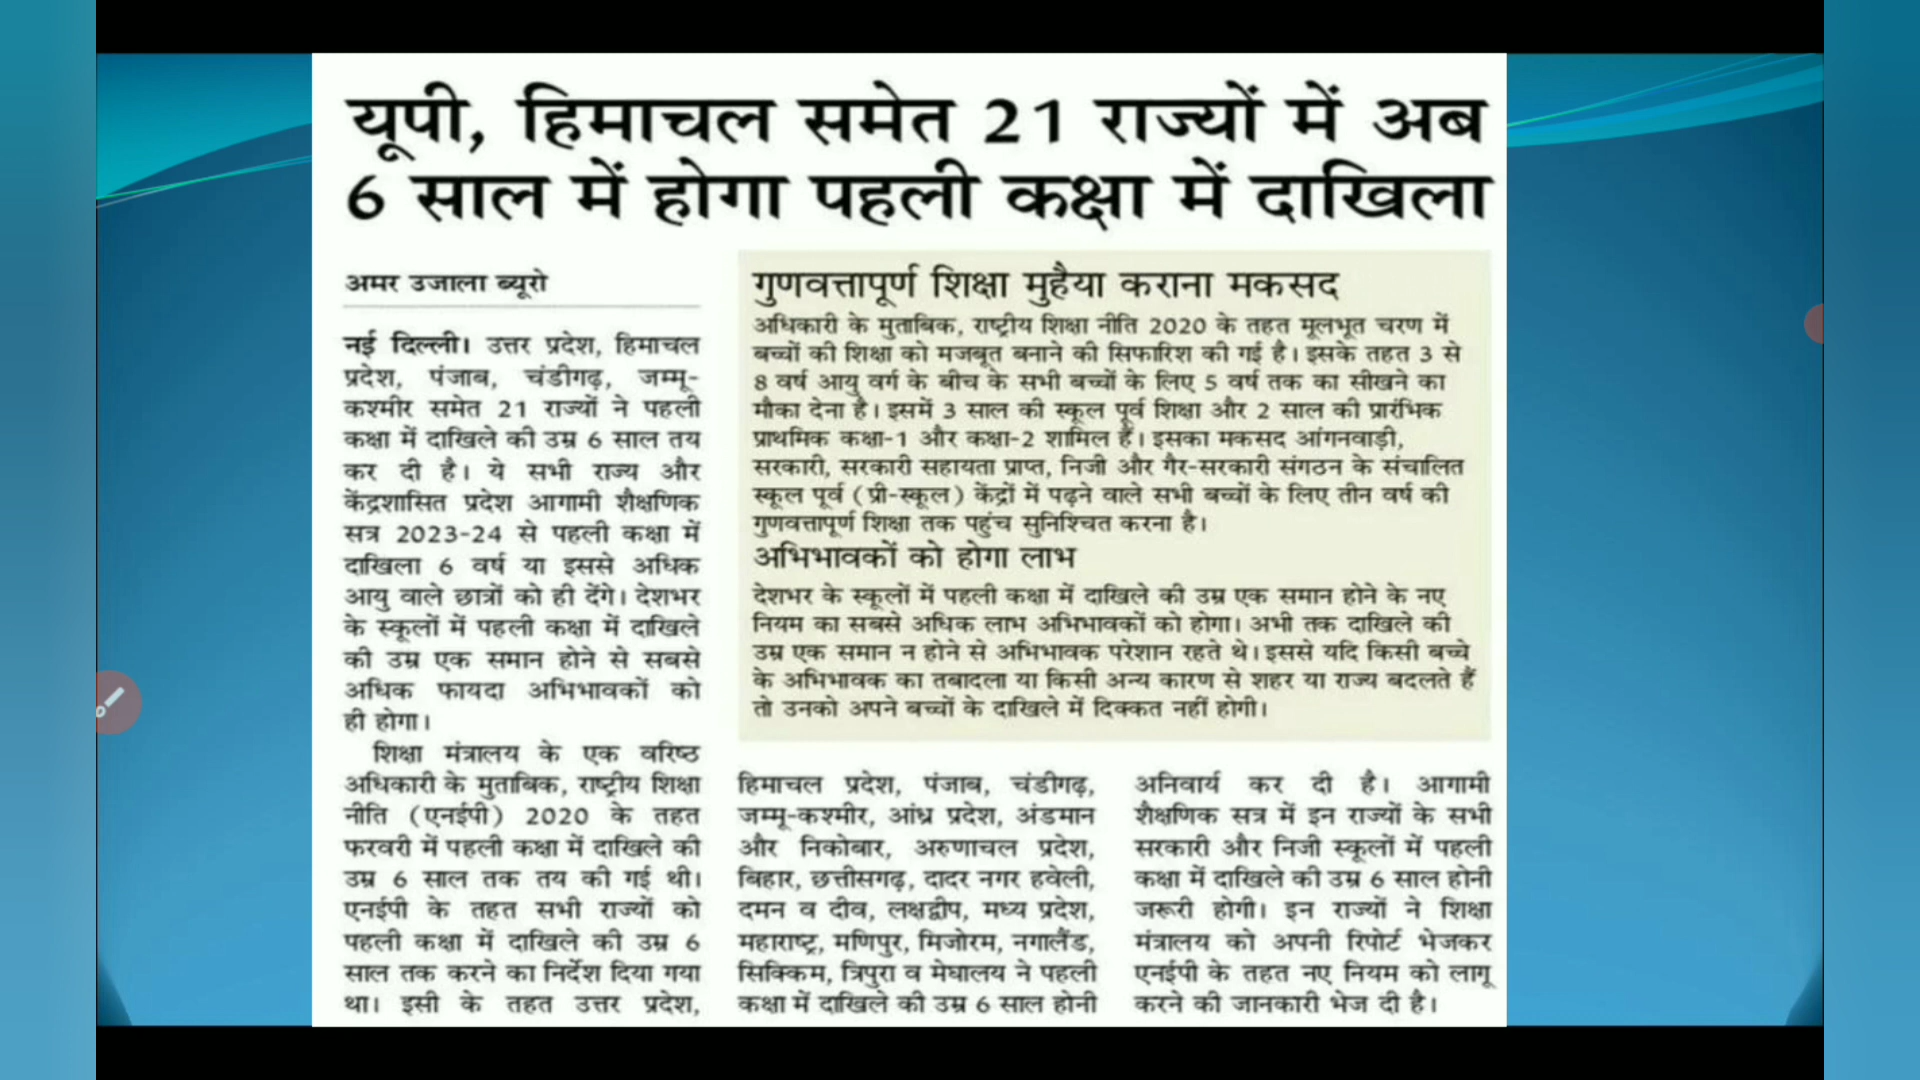 यूपी, हिमाचल समेत 21 राज्यों में अब
6 साल में होगा पहली कक्षा में दाखिला
अमर उजाला ब्यूरो
नई दिल्ली। उत्तर प्रदेश, हिमाचल
प्रदेश, पंजाब, चंडीगढ़, जम्मू-
कश्मीर समेत 21 राज्यों ने पहली
कक्षा में दाखिले की उम्र 6 साल तय
कर दी है। ये सभी राज्य और
केंद्रशासित प्रदेश आगामी शैक्षणिक
सत्र 2023-24 से पहली कक्षा में
दाखिला 6 वर्ष या इससे अधिक
आयु वाले छात्रों को ही देंगे। देशभर
के स्कूलों में पहली कक्षा में दाखिले
की उम्र एक समान होने से सबसे
अधिक फायदा अभिभावकों को
ही होगा।
शिक्षा मंत्रालय के एक वरिष्ठ
अधिकारी के मुताबिक, राष्ट्रीय शिक्षा
नीति (एनईपी) 2020 के तहत
फरवरी में पहली कक्षा में दाखिले की
उम्र 6 साल तक तय की गई थी।
एनईपी के तहत सभी राज्यों को
पहली कक्षा में दाखिले की उम्र 6
साल तक करने का निर्देश दिया गया
था। इसी के तहत उत्तर प्रदेश,
गुणवत्तापूर्ण शिक्षा मुहैया कराना मकसद
अधिकारी के मुताबिक, राष्ट्रीय शिक्षा नीति 2020 के तहत मूलभूत चरण में
बच्चों की शिक्षा को मजबूत बनाने की सिफारिश की गई है। इसके तहत 3 से
8 वर्ष आयु वर्ग के बीच के सभी बच्चों के लिए 5 वर्ष तक का सीखने का
मौका देना है। इसमें 3 साल की स्कूल पूर्व शिक्षा और 2 साल की प्रारंभिक
प्राथमिक कक्षा-1 और कक्षा-2 शामिल हैं। इसका मकसद आंगनवाड़ी,
सरकारी, सरकारी सहायता प्राप्त, निजी और गैर-सरकारी संगठन के संचालित
स्कूल पूर्व (प्री-स्कूल) केंद्रों में पढ़ने वाले सभी बच्चों के लिए तीन वर्ष की
गुणवत्तापूर्ण शिक्षा तक पहुंच सुनिश्चित करना है।
अभिभावकों को होगा लाभ
देशभर के स्कूलों में पहली कक्षा में दाखिले की उम्र एक समान होने के नए
नियम का सबसे अधिक लाभ अभिभावकों को होगा। अभी तक दाखिले की
उम्र एक समान न होने से अभिभावक परेशान रहते थे। इससे यदि किसी बच्चे
के अभिभावक का तबादला या किसी अन्य कारण से शहर या राज्य बदलते हैं
तो उनको अपने बच्चों के दाखिले में दिक्कत नहीं होगी।
हिमाचल प्रदेश, पंजाब, चंडीगढ़,
जम्मू-कश्मीर, आंध्र प्रदेश, अंडमान
और निकोबार, अरुणाचल प्रदेश,
बिहार, छत्तीसगढ़, दादर नगर हवेली,
दमन व दीव, लक्षद्वीप, मध्य प्रदेश,
महाराष्ट्र, मणिपुर, मिजोरम, नगालैंड,
सिक्किम, त्रिपुरा व मेघालय ने पहली
कक्षा में दाखिले की उम्र 6 साल होनी
अनिवार्य कर दी है। आगामी
शैक्षणिक सत्र में इन राज्यों के सभी
सरकारी और निजी स्कूलों में पहली
कक्षा में दाखिले की उम्र 6 साल होनी
जरूरी होगी। इन राज्यों ने शिक्षा
मंत्रालय को अपनी रिपोर्ट भेजकर
एनईपी के तहत नए नियम को लागू
करने की जानकारी भेज दी है।